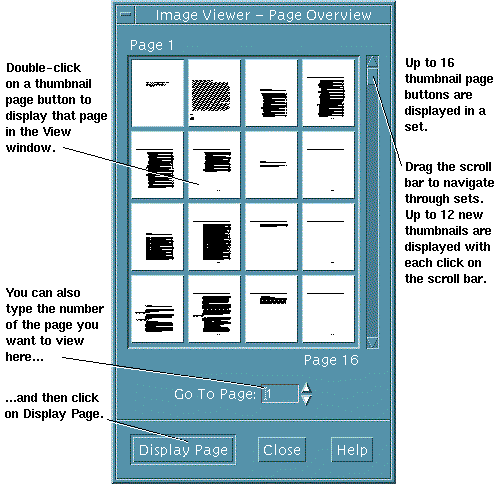 Image Viewer – Page Overview
Page 1
Double-click
on a thumbnail
page button to
display that page
in the View
window.
Up to 16
thumbnail page
buttons are
displayed in a
set.
Drag the scroll
bar to navigate
through sets.
Up to 12 new
thumbnails are
displayed with
each click on
the scroll bar.
You can also
type the number
of the page you
want to view
here...
Page 16
Go To Page: 1
...and then click
on Display Page.
Display Page
Close
Help